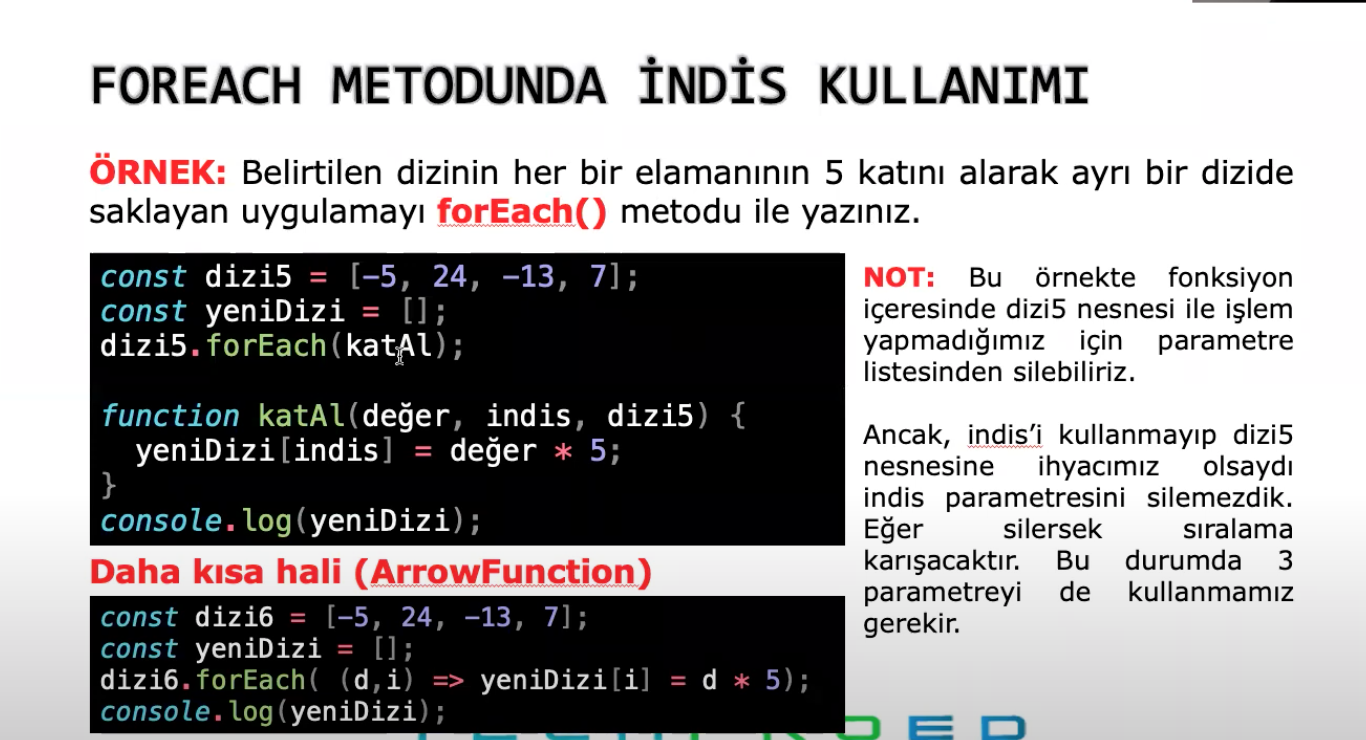 FOREACH METODUNDA İNDİS KULLANIMI
ÖRNEK: Belirtilen dizinin her bir elamanının 5 katını alarak ayrı bir dizide
saklayan uygulamayı forEach() metodu ile yazınız.
const dizi5 = [-5, 24, -13, 7];
const yeniDizi = [];
dizi5.forEach(katAl);
function katAl(değer, indis, dizi5) {
yeniDizi[indis] = değer * 5;
}
console.log(yeniDizi);
Daha kısa hali (ArrowFunction)
const dizi6 = [-5, 24, -13, 7];
const yeniDizi = [];
dizi6.forEach( (d,i) => yeniDizi[i] = d * 5);
console.log(yeniDizi);
NOT: Bu örnekte fonksiyon
içeresinde dizi5 nesnesi ile işlem
yapmadığımız için parametre
listesinden silebiliriz.
Ancak, indis’i kullanmayıp dizi5
nesnesine ihyacımız olsaydı
indis parametresini silemezdik.
Eğer silersek sıralama
karışacaktır. Bu durumda 3
parametreyi de kullanmamız
gerekir.